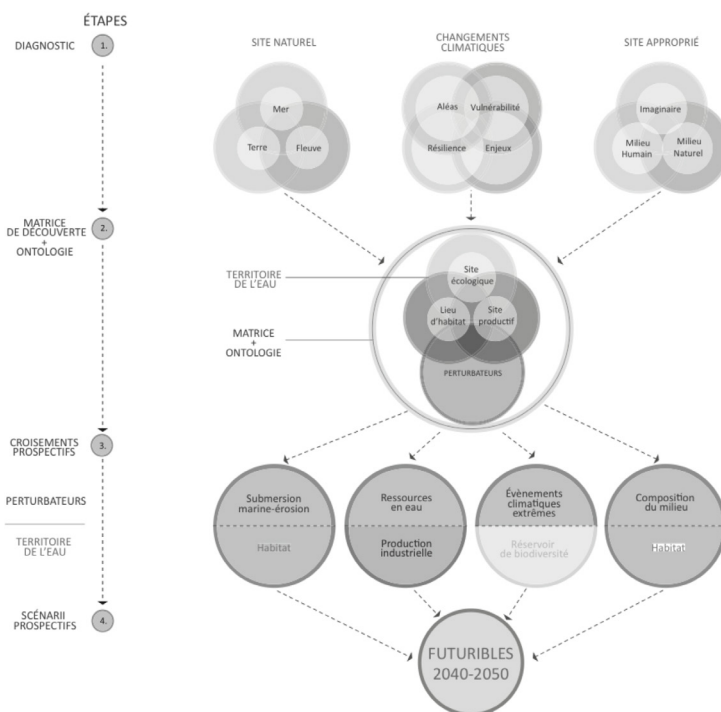 ÉTAPES
DIAGNOSTIC
1.
SITE NATUREL
CHANGEMENTS
CLIMATIQUES
SITE APPROPRIÉ
Mer
Terre
Fleuve
Aléas
Vulnérabilité
Résilience
Enjeux
Imaginaire
Milieu
Humain
Milieu
Naturel
MATRICE
DE DÉCOUVERTE
+
ONTOLOGIE
2.
TERRITOIRE
DE L'EAU
MATRICE
+
ONTOLOGIE
Site
écologique
Lieu
d'habitat
Site
productif
PERTURBATEURS
CROISEMENTS
PROSPECTIFS
3.
PERTURBATEURS
TERRITOIRE
DE L'EAU
Submersion
marine-érosion
Habitat
Ressources
en eau
Production
industrielle
Évènements
climatiques
extrêmes
Réservoir
de biodiversité
Composition
du milieu
Habitat
SCÉNARII
PROSPECTIFS
4.
FUTURIBLES
2040-2050